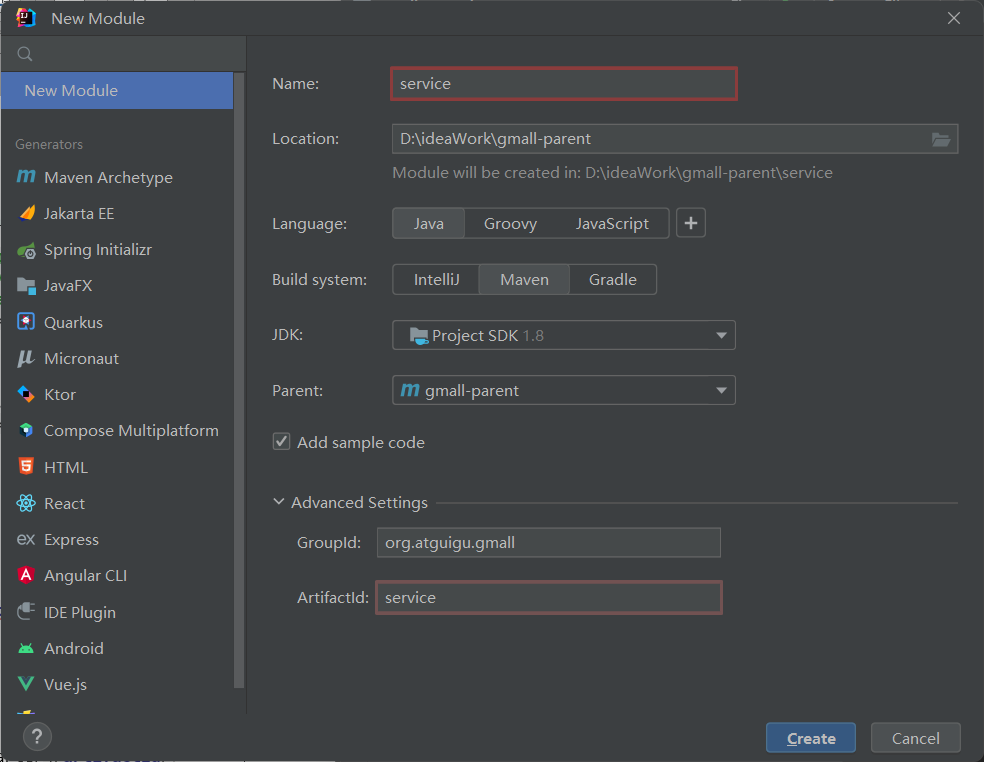 New Module
New Module
Generators
Maven Archetype
Jakarta EE
Spring Initializr
JavaFX
Quarkus
Micronaut
Ktor
Compose Multiplatform
HTML
React
Express
Angular CLI
IDE Plugin
Android
Vue.js
?
Name: service
Location: D:\ideaWork\gmall-parent
Module will be created in: D:\ideaWork\gmall-parent\service
Language: Java Groovy JavaScript +
Build system: IntelliJ Maven Gradle
JDK: Project SDK 1.8
Parent: gmall-parent
Add sample code
Advanced Settings
GroupId: org.atguigu.gmall
ArtifactId: service
Create Cancel